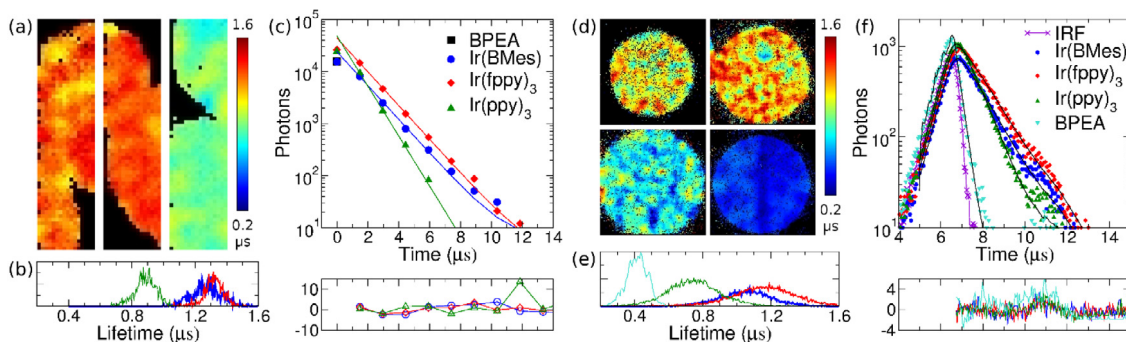 (a)
1.6
0.2
μs
(b)
0.4 0.8 1.2 1.6
Lifetime (μs)
(c)
Photons
10^5
10^4
10^3
10^2
10^1
BPEA
Ir(BMes)
Ir(fppy)_3
Ir(ppy)_3
0 2 4 6 8 10 12 14
Time (μs)
10
0
-10
(d)
1.6
0.2
μs
(e)
0.4 0.8 1.2 1.6
Lifetime (μs)
(f)
Photons
10^3
10^2
10^1
IRF
Ir(BMes)
Ir(fppy)_3
Ir(ppy)_3
BPEA
4 6 8 10 12 14
Time (μs)
4
0
-4